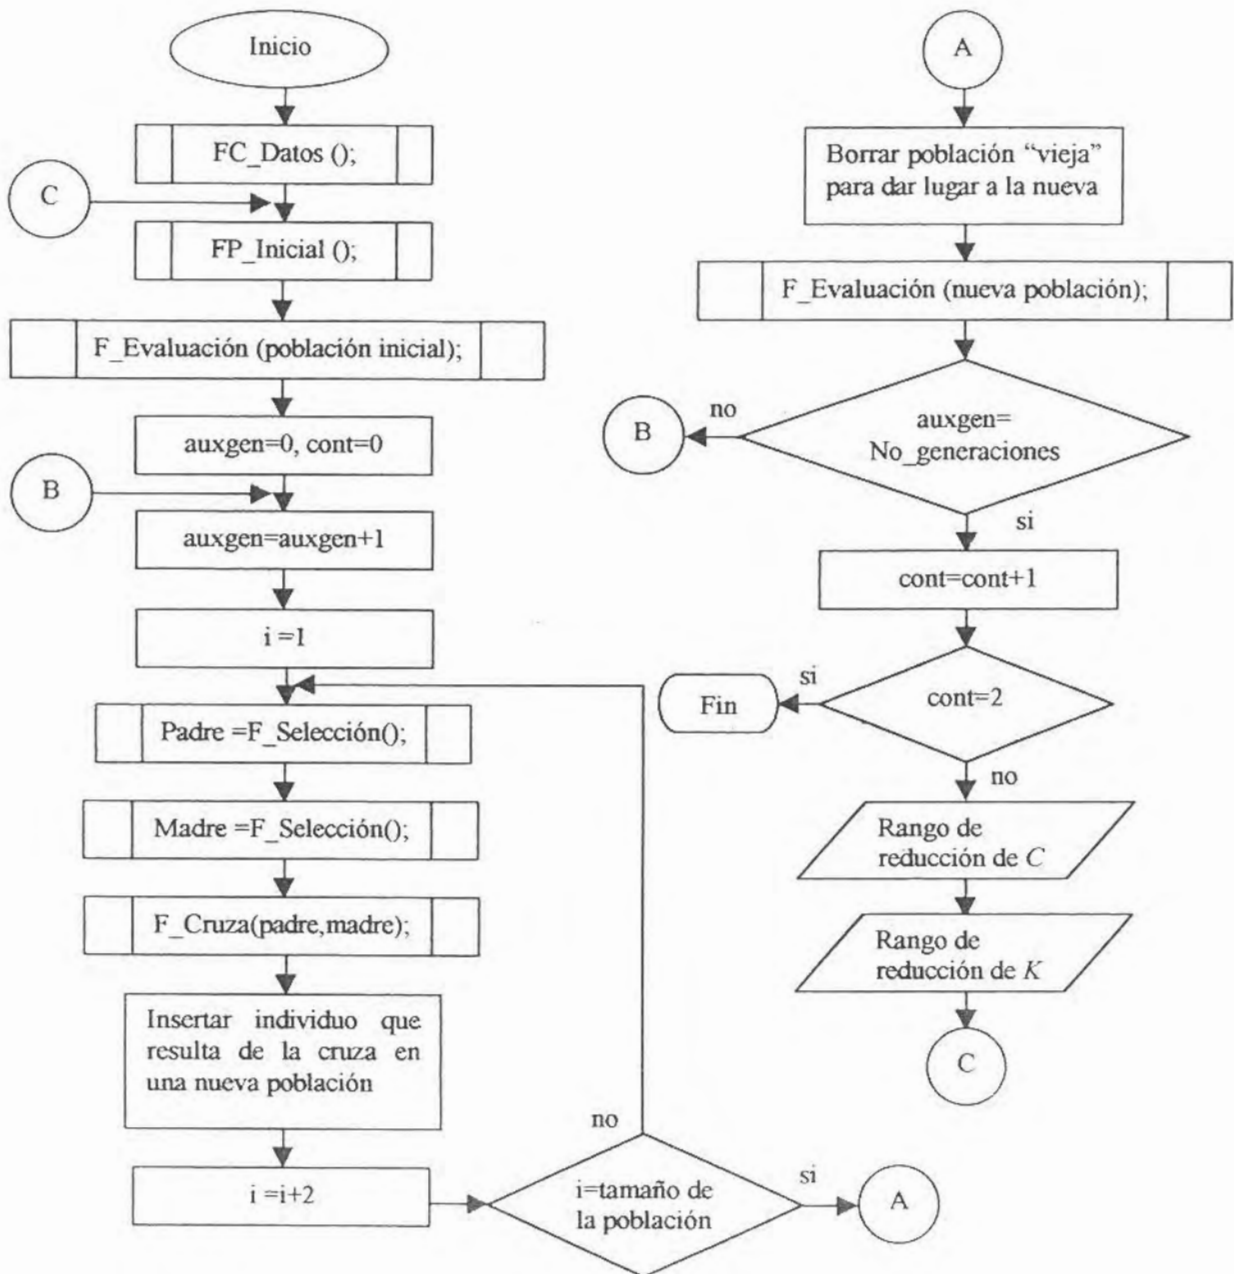 Inicio
FC_Datos ();
C
FP_Inicial ();
F_Evaluación (población inicial);
auxgen=0, cont=0
B
auxgen=auxgen+1
i =1
Padre =F_Selección();
Madre =F_Selección();
F_Cruza(padre,madre);
Insertar individuo que
resulta de la cruza en
una nueva población
i =i+2
no
i=tamaño de
la población
si
A
A
Borrar población “vieja”
para dar lugar a la nueva
F_Evaluación (nueva población);
auxgen=
No_generaciones
no
B
si
cont=cont+1
cont=2
si
Fin
no
Rango de
reducción de C
Rango de
reducción de K
C